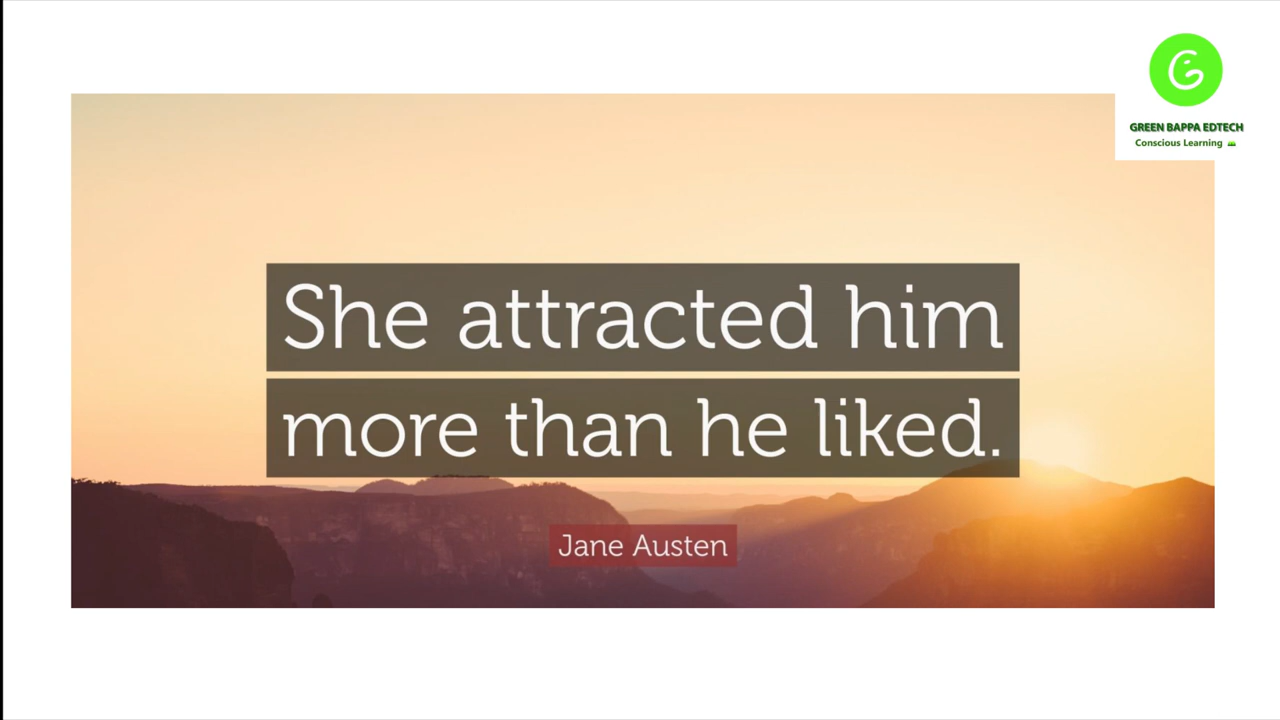 GREEN BAPPA EDTECH
Conscious Learning
She attracted him
more than he liked.
Jane Austen